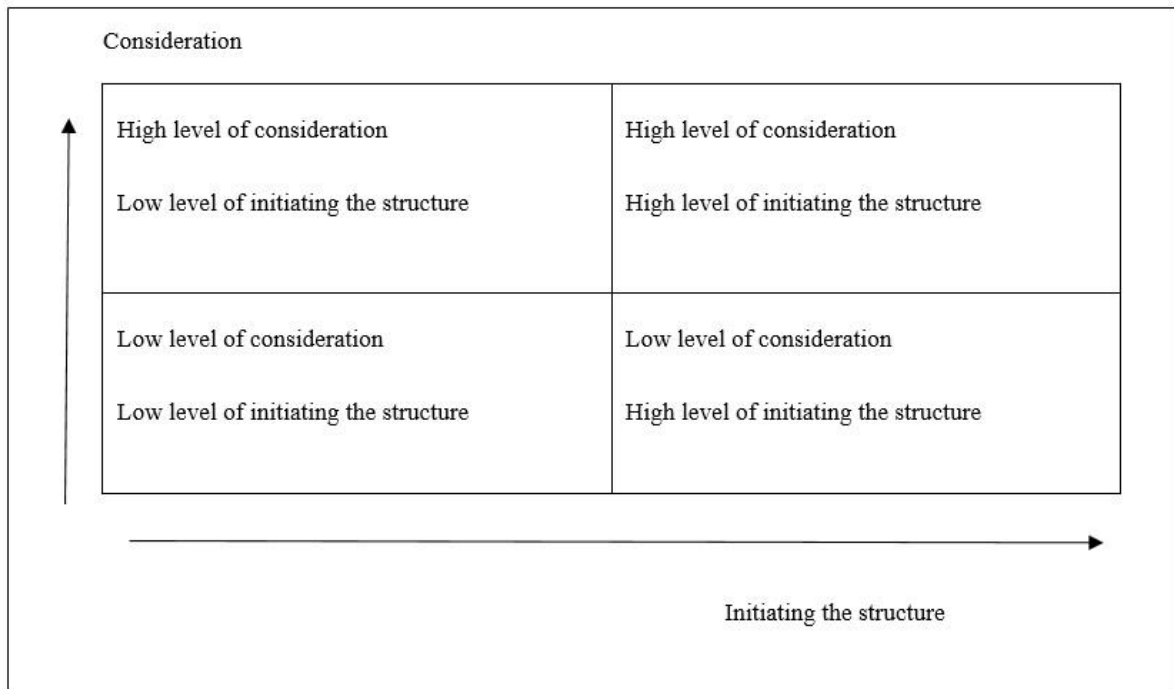 Consideration
High level of consideration
Low level of initiating the structure
High level of consideration
High level of initiating the structure
Low level of consideration
Low level of initiating the structure
Low level of consideration
High level of initiating the structure
Initiating the structure